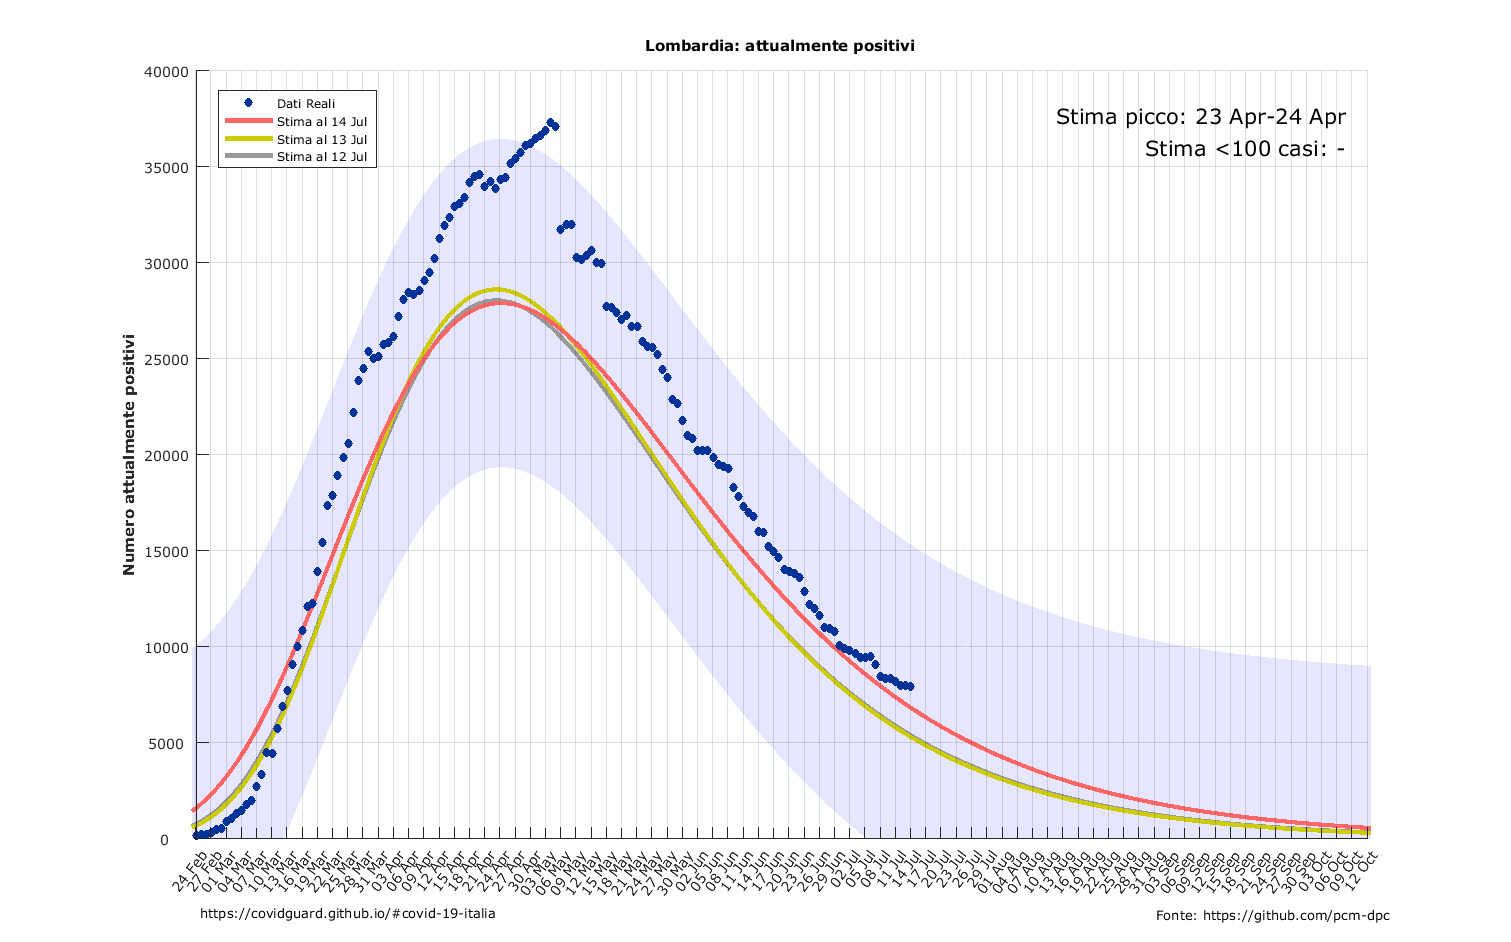 Lombardia: attualmente positivi
40000
35000
30000
25000
20000
15000
10000
5000
0
Numero attualmente positivi
Dati Reali
Stima al 14 Jul
Stima al 13 Jul
Stima al 12 Jul
Stima picco: 23 Apr-24 Apr
Stima <100 casi: -
24 Feb
27 Feb
01 Mar
04 Mar
07 Mar
10 Mar
13 Mar
16 Mar
19 Mar
22 Mar
25 Mar
28 Mar
31 Mar
03 Apr
06 Apr
09 Apr
12 Apr
15 Apr
18 Apr
21 Apr
24 Apr
27 Apr
30 Apr
03 May
06 May
09 May
12 May
15 May
18 May
21 May
24 May
27 May
30 May
02 Jun
05 Jun
08 Jun
11 Jun
14 Jun
17 Jun
20 Jun
23 Jun
26 Jun
29 Jun
02 Jul
05 Jul
08 Jul
11 Jul
14 Jul
17 Jul
20 Jul
23 Jul
26 Jul
29 Jul
01 Aug
04 Aug
07 Aug
10 Aug
13 Aug
16 Aug
19 Aug
22 Aug
25 Aug
28 Aug
31 Aug
03 Sep
06 Sep
09 Sep
12 Sep
15 Sep
18 Sep
21 Sep
24 Sep
27 Sep
30 Sep
03 Oct
06 Oct
09 Oct
12 Oct
https://covidguard.github.io/#covid-19-italia
Fonte: https://github.com/pcm-dpc